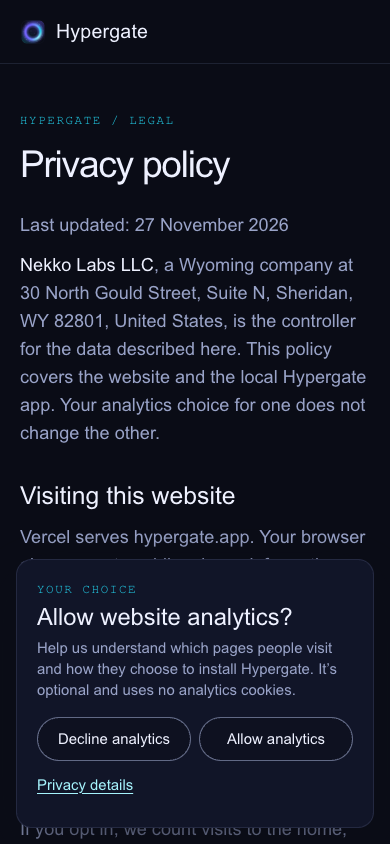 Hypergate
HYPERGATE / LEGAL
Privacy policy
Last updated: 27 November 2026
Nekko Labs LLC, a Wyoming company at
30 North Gould Street, Suite N, Sheridan,
WY 82801, United States, is the controller
for the data described here. This policy
covers the website and the local Hypergate
app. Your analytics choice for one does not
change the other.
Visiting this website
Vercel serves hypergate.app. Your browser
YOUR CHOICE
Allow website analytics?
Help us understand which pages people visit
and how they choose to install Hypergate. It’s
optional and uses no analytics cookies.
Decline analytics
Allow analytics
Privacy details
If you opt in, we count visits to the home,